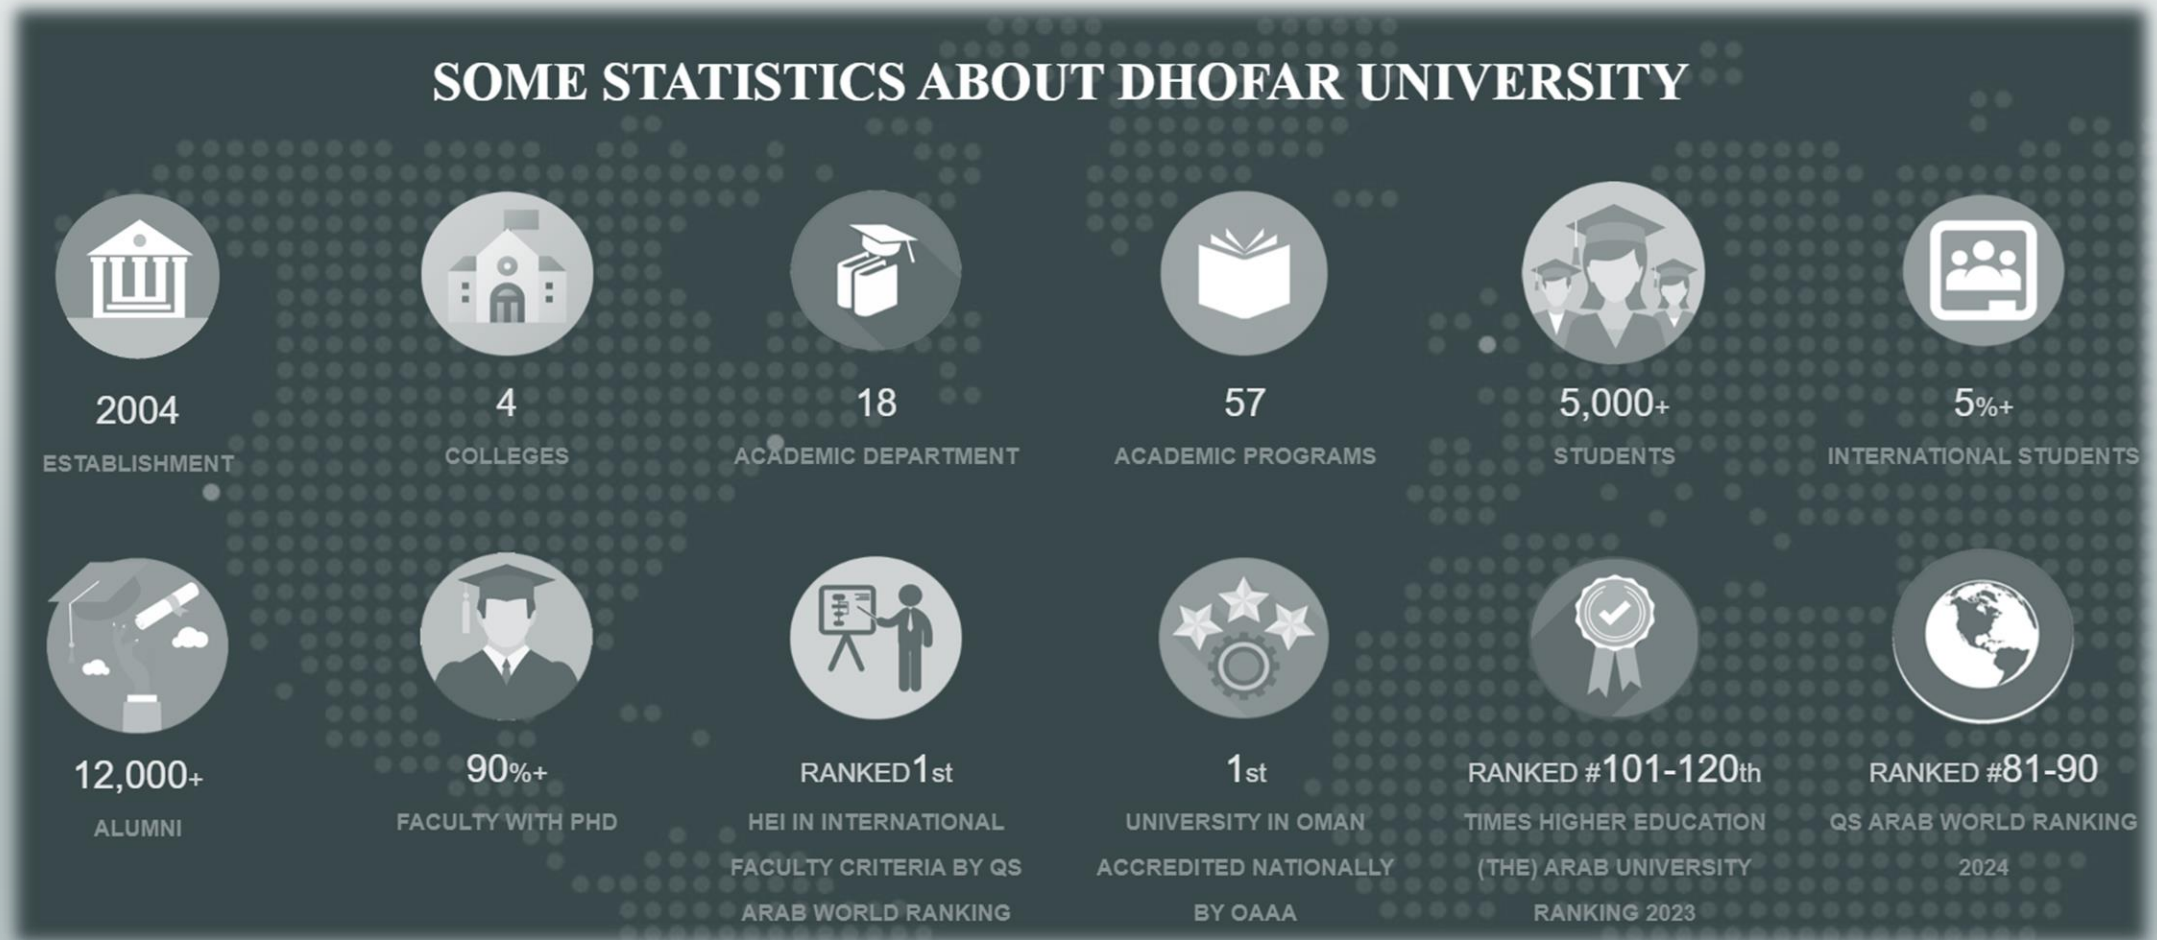 SOME STATISTICS ABOUT DHOFAR UNIVERSITY
2004
ESTABLISHMENT
4
COLLEGES
18
ACADEMIC DEPARTMENT
57
ACADEMIC PROGRAMS
5,000+
STUDENTS
5%+
INTERNATIONAL STUDENTS
12,000+
ALUMNI
90%+
FACULTY WITH PHD
RANKED1st
HEI IN INTERNATIONAL
FACULTY CRITERIA BY QS
ARAB WORLD RANKING
1st
UNIVERSITY IN OMAN
ACCREDITED NATIONALLY
BY OAAA
RANKED #101-120th
TIMES HIGHER EDUCATION
(THE) ARAB UNIVERSITY
RANKING 2023
RANKED #81-90
QS ARAB WORLD RANKING
2024